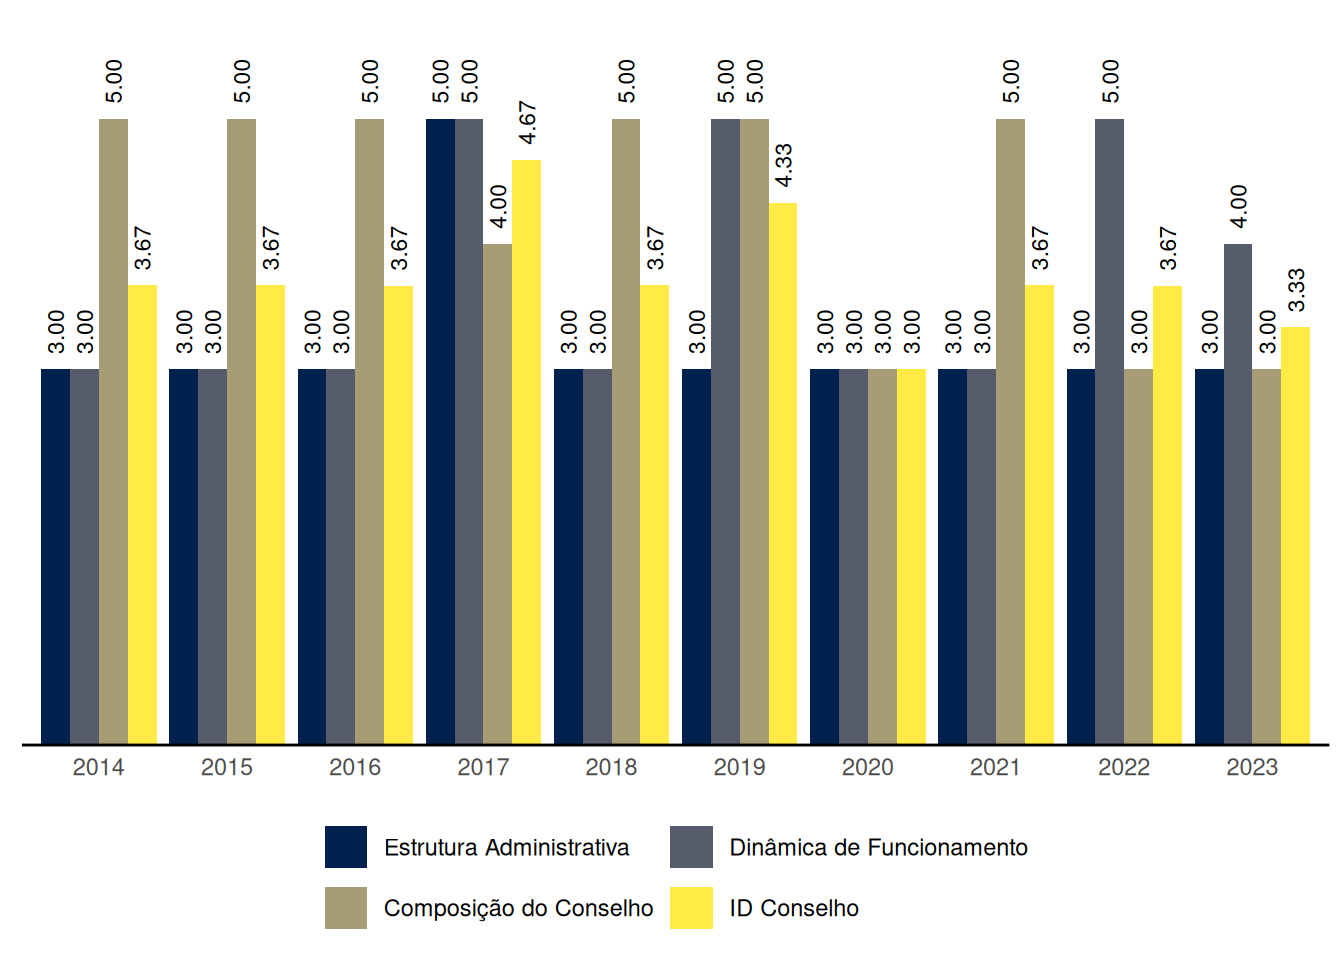 3.00 3.00 5.00 3.67 3.00 3.00 5.00 3.67 3.00 3.00 5.00 3.67 5.00 5.00 4.00 4.67 3.00 3.00 5.00 3.67 3.00 5.00 5.00 4.33 3.00 3.00 3.00 3.00 3.00 3.00 5.00 3.67 3.00 5.00 3.00 3.67 3.00 4.00 3.00 3.33
2014 2015 2016 2017 2018 2019 2020 2021 2022 2023
Estrutura Administrativa Dinâmica de Funcionamento
Composição do Conselho ID Conselho